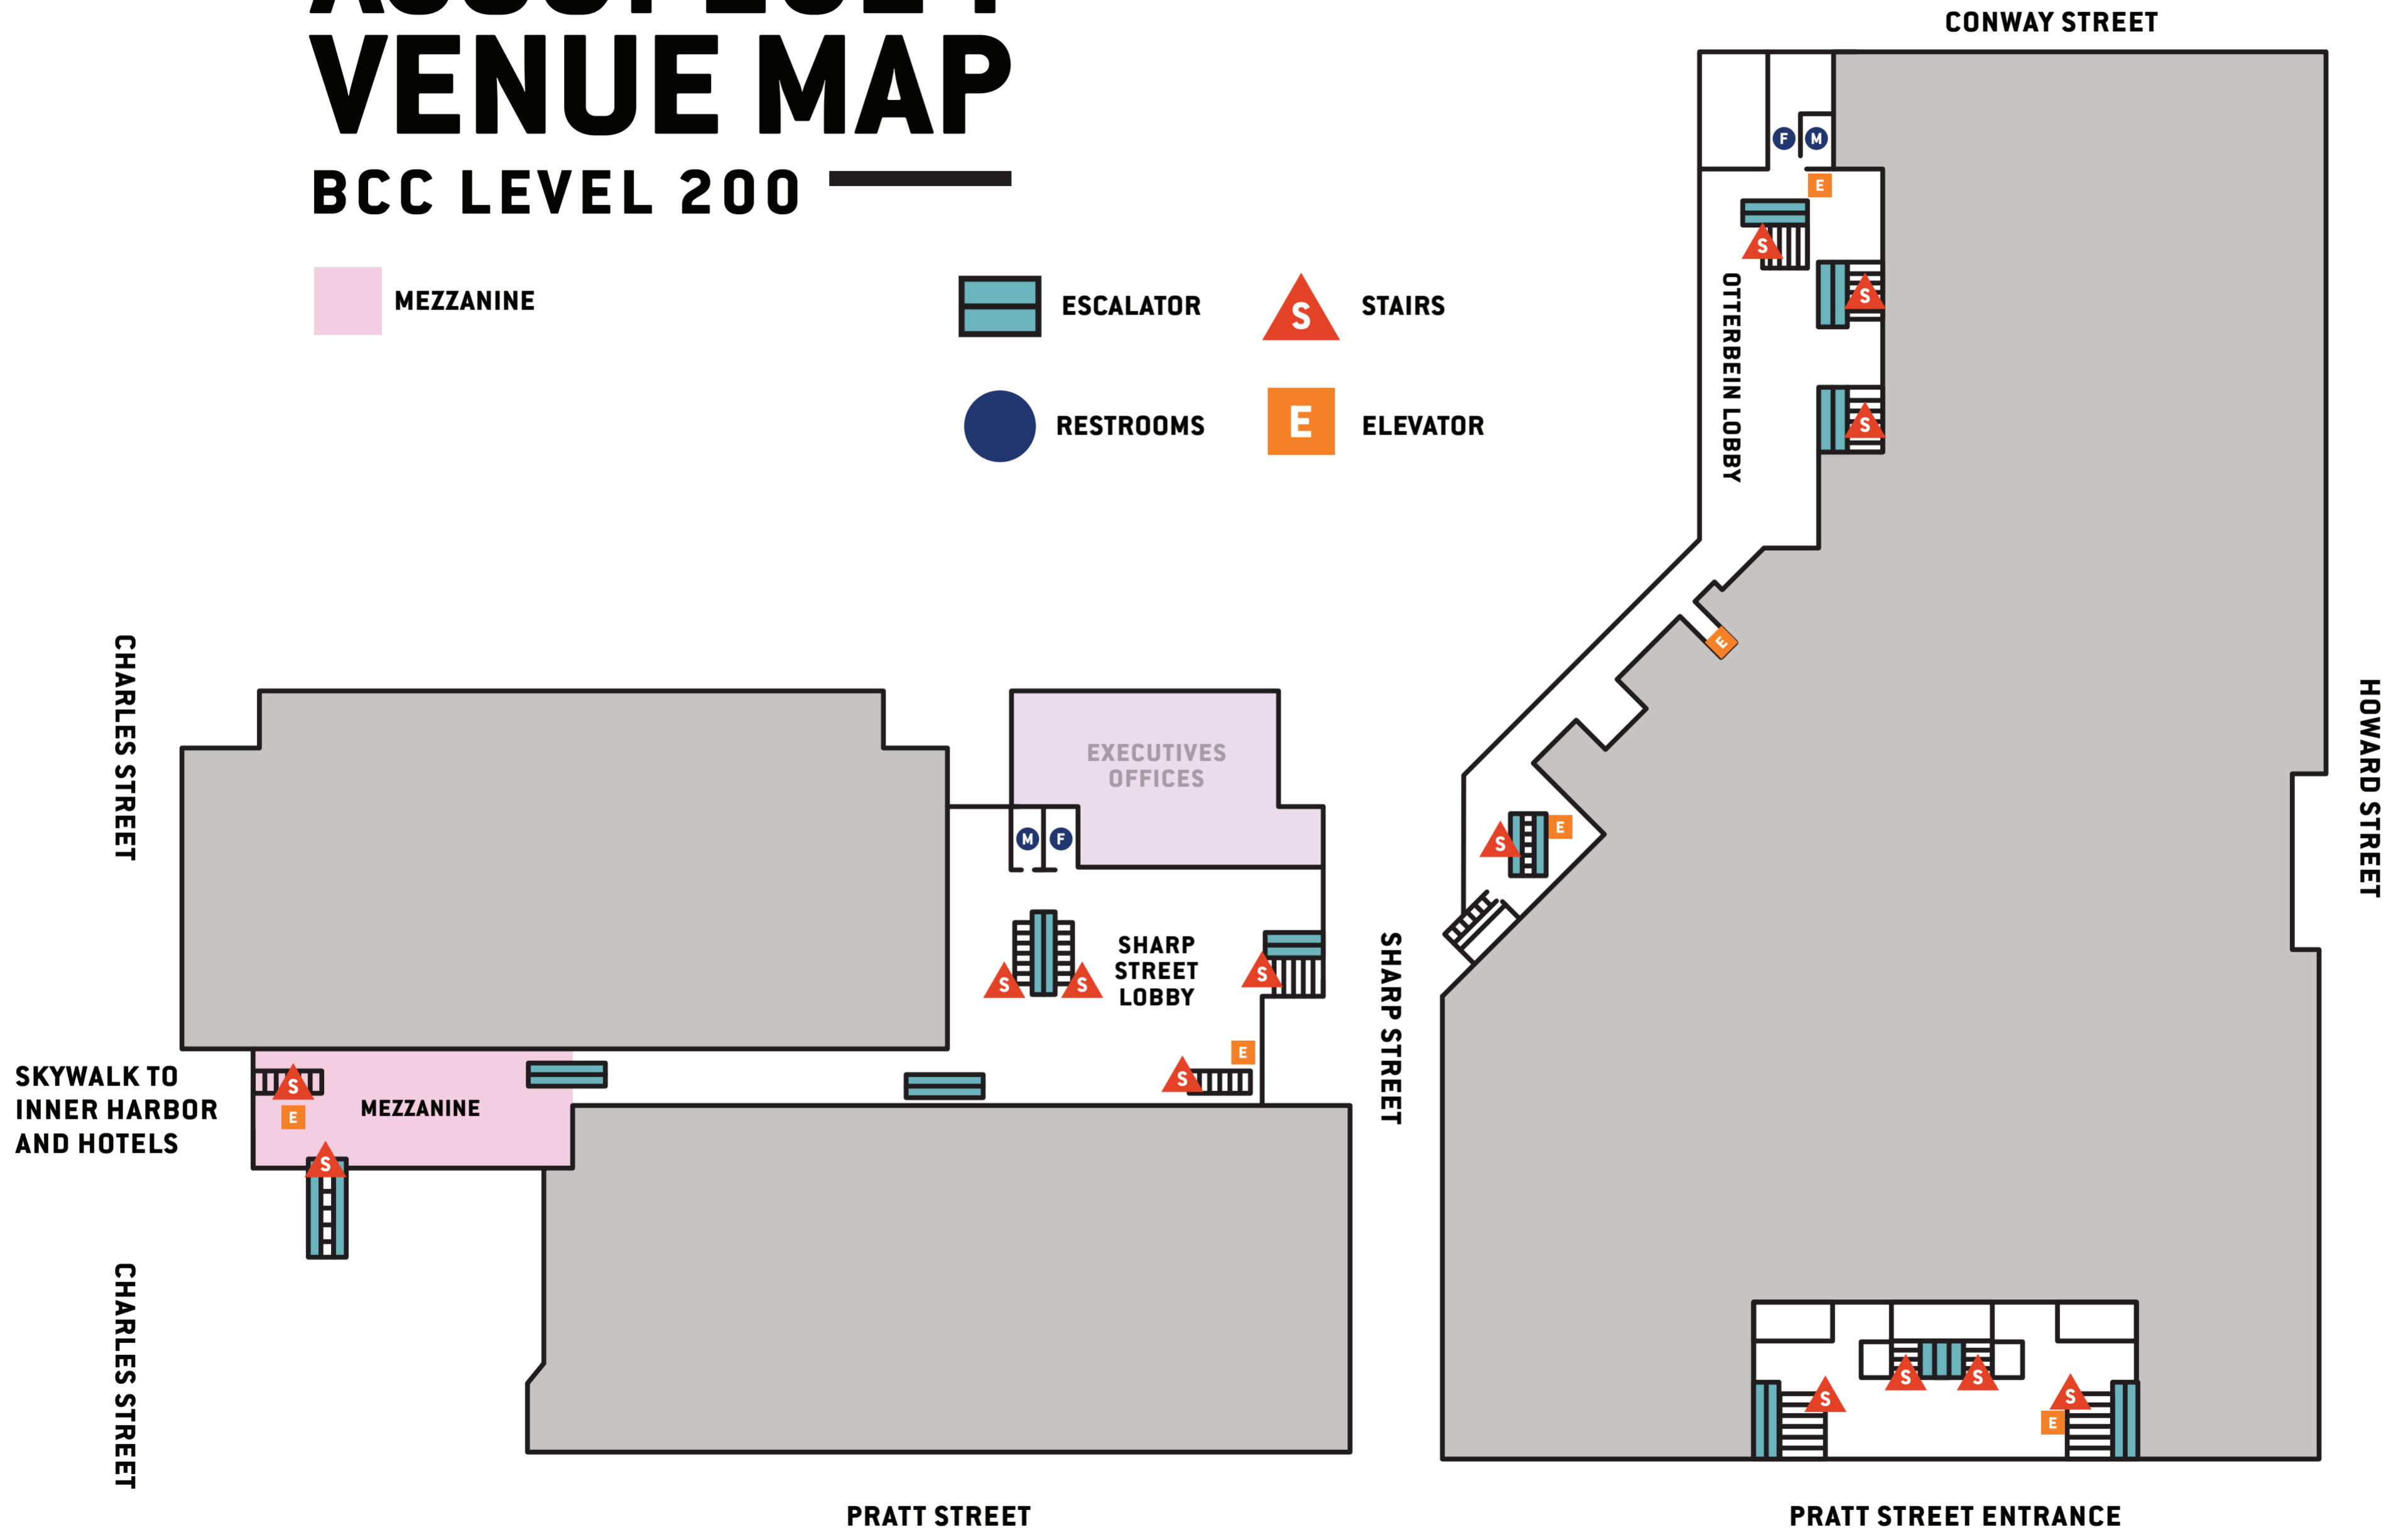 VENUE MAP
BCC LEVEL 200
MEZZANINE
ESCALATOR
S
STAIRS
RESTROOMS
E
ELEVATOR
CONWAY STREET
F
M
E
S
S
OTTERBEIN LOBBY
S
E
HOWARD STREET
CHARLES STREET
EXECUTIVES
OFFICES
M
F
S
E
SHARP
STREET
LOBBY
S
S
S
SHARP STREET
E
S
SKYWALK TO
INNER HARBOR
AND HOTELS
S
E
MEZZANINE
S
CHARLES STREET
S
S
S
S
E
PRATT STREET
PRATT STREET ENTRANCE